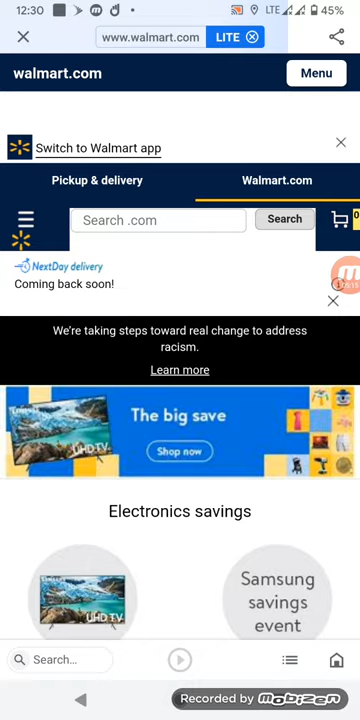 12:30
LTE
45%
www.walmart.com
LITE
walmart.com
Menu
Switch to Walmart app
Pickup & delivery
Walmart.com
Search .com
Search
0
NextDay delivery
Coming back soon!
We're taking steps toward real change to address
racism.
Learn more
The big save
Shop now
UHD TV
Electronics savings
UHD TV
Samsung
savings
event
Search...
Recorded by mobizen